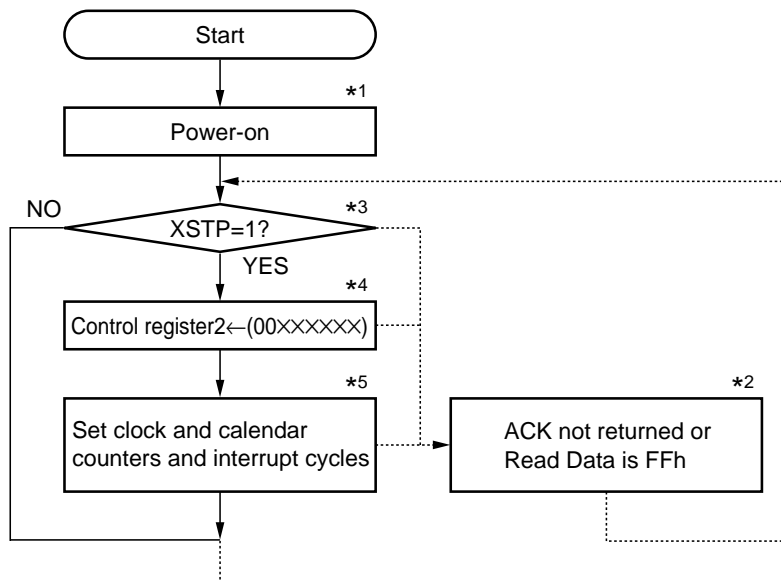 Start
*1
Power-on
NO
*3
XSTP=1?
YES
*4
Control register2←(00××××××)
*5
Set clock and calendar
counters and interrupt cycles
*2
ACK not returned or
Read Data is FFh